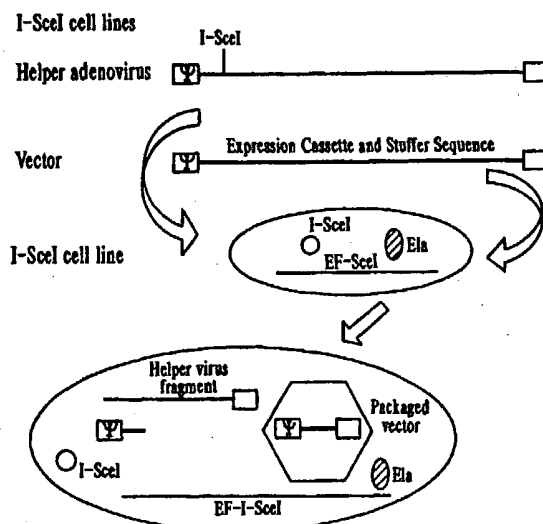 I-SceI cell lines
I-SceI
Helper adenovirus
Ψ
Expression Cassette and Stuffer Sequence
Vector
Ψ
I-SceI
Ela
I-SceI cell line
EF-SceI
Helper virus
fragment
Packaged
vector
Ψ
Ψ
I-SceI
Ela
EF-I-SceI